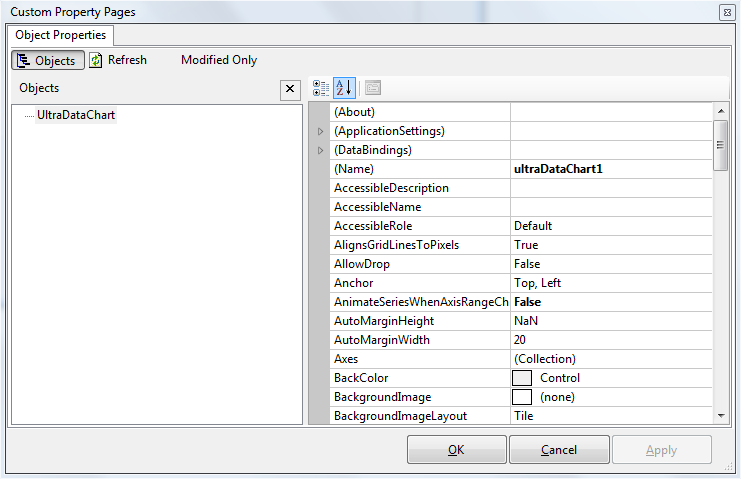 Custom Property Pages
Object Properties
Objects Refresh Modified Only
Objects
UltraDataChart
(About)
(ApplicationSettings)
(DataBindings)
(Name) ultraDataChart1
AccessibleDescription
AccessibleName
AccessibleRole Default
AlignsGridLinesToPixels True
AllowDrop False
Anchor Top, Left
AnimateSeriesWhenAxisRangeCh False
AutoMarginHeight NaN
AutoMarginWidth 20
Axes (Collection)
BackColor Control
BackgroundImage (none)
BackgroundImageLayout Tile
OK Cancel Apply